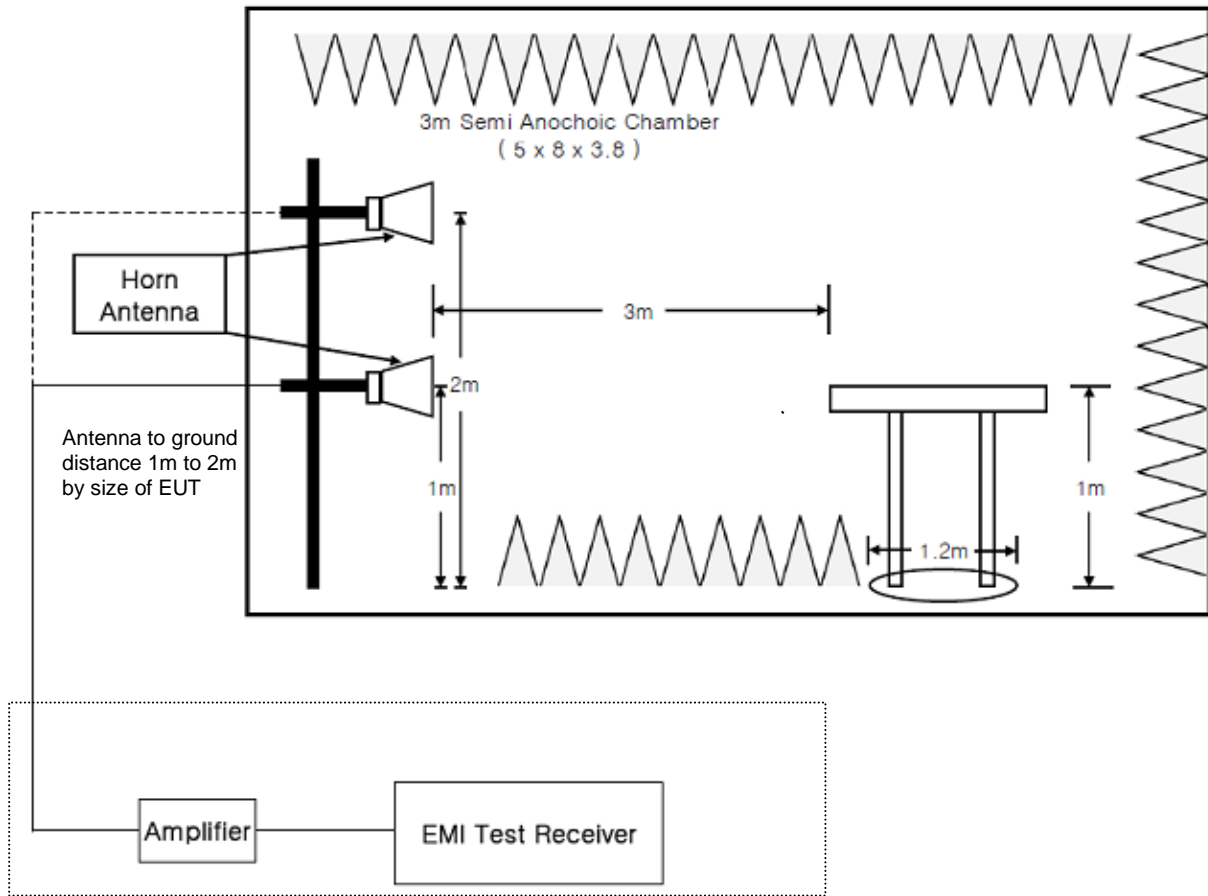 3m Semi Anochoic Chamber
( 5 x 8 x 3.8 )
Horn
Antenna
3m
2m
Antenna to ground
distance 1m to 2m
by size of EUT
1m
1m
1.2m
Amplifier
EMI Test Receiver